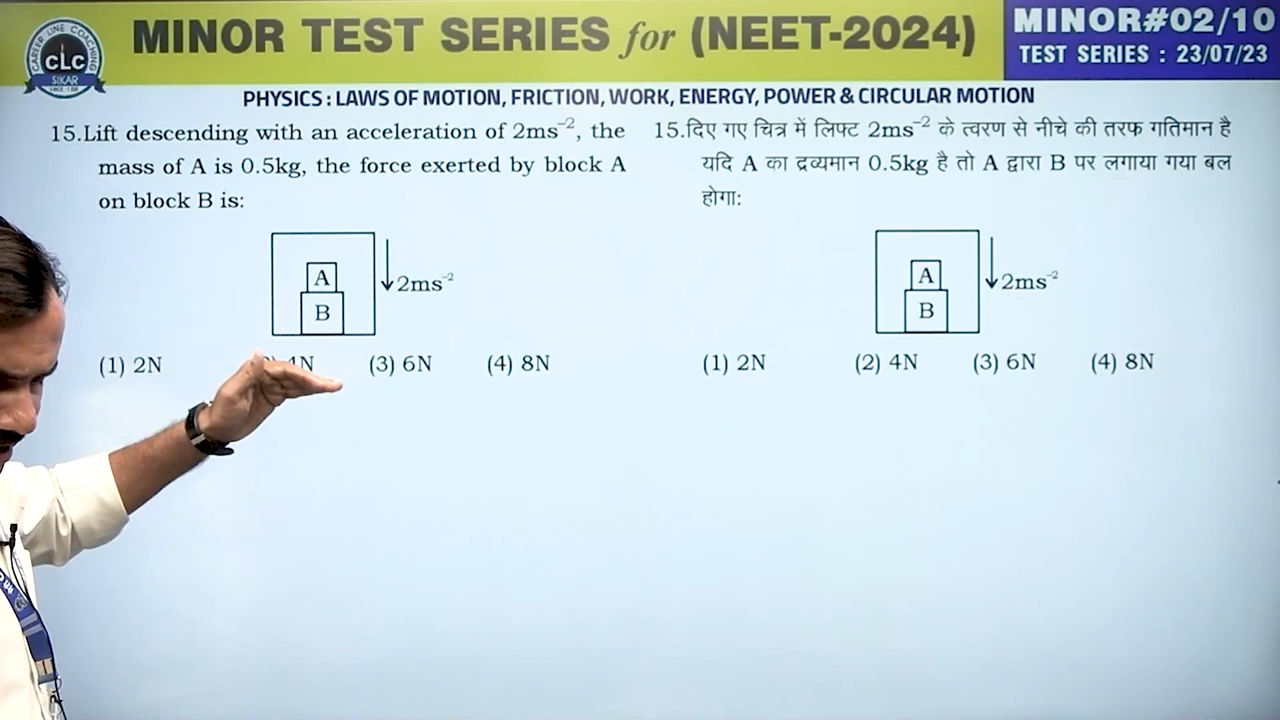 MINOR TEST SERIES for (NEET-2024)
MINOR#02/10
TEST SERIES : 23/07/23
CAREER LINE COACHING
CLC
SIKAR
PHYSICS : LAWS OF MOTION, FRICTION, WORK, ENERGY, POWER & CIRCULAR MOTION
15.Lift descending with an acceleration of 2ms⁻², the
mass of A is 0.5kg, the force exerted by block A
on block B is:
A
B
2ms⁻²
(1) 2N
4N (3) 6N (4) 8N
15.दिए गए चित्र में लिफ्ट 2ms⁻² के त्वरण से नीचे की तरफ गतिमान है
यदि A का द्रव्यमान 0.5kg है तो A द्वारा B पर लगाया गया बल
होगा:
A
B
2ms⁻²
(1) 2N (2) 4N (3) 6N (4) 8N